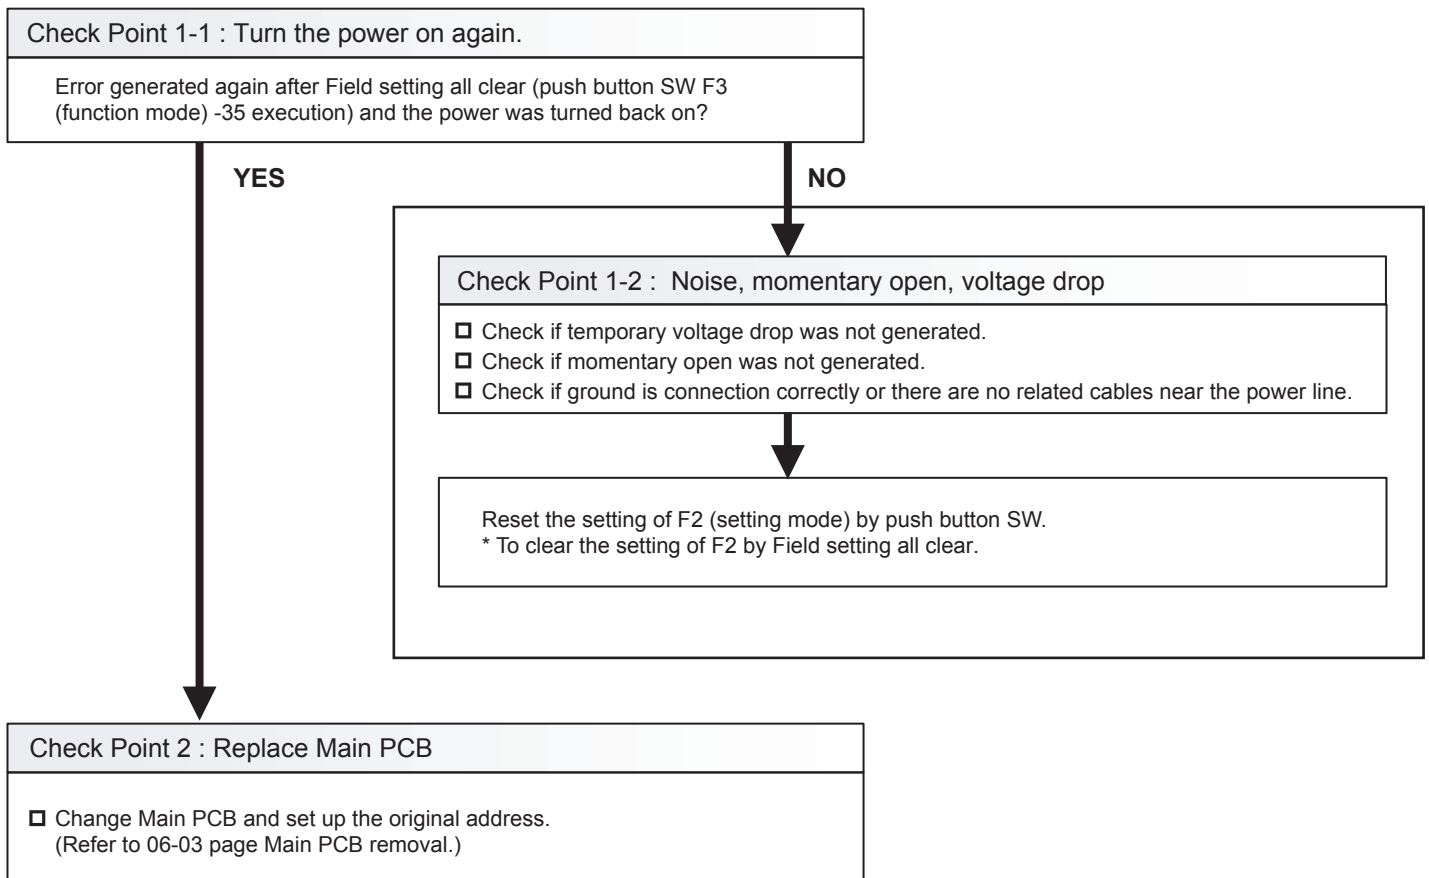 Check Point 1-1 : Turn the power on again.
Error generated again after Field setting all clear (push button SW F3
(function mode) -35 execution) and the power was turned back on?
YES
NO
Check Point 1-2 :  Noise, momentary open, voltage drop
Check if temporary voltage drop was not generated.
Check if momentary open was not generated.
Check if ground is connection correctly or there are no related cables near the power line.
Reset the setting of F2 (setting mode) by push button SW.
* To clear the setting of F2 by Field setting all clear.
Check Point 2 : Replace Main PCB
Change Main PCB and set up the original address.
(Refer to 06-03 page Main PCB removal.)